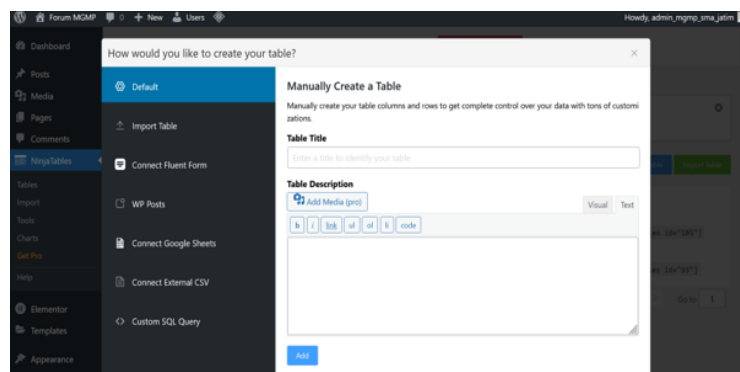 Forum MGMP 0 + New Users
Howdy, admin_mgmp_sma_jatim
Dashboard
Posts
Media
Pages
Comments
NinjaTables
Tables
Import
Tools
Charts
Get Pro
Help
Elementor
Templates
Appearance
How would you like to create your table?
Default
Import Table
Connect Fluent Form
WP Posts
Connect Google Sheets
Connect External CSV
Custom SQL Query
Manually Create a Table
Manually create your table columns and rows to get complete control over your data with tons of customi
zations.
Table Title
Enter a title to identify your table
Table Description
Add Media (pro)
Visual Text
b i link ul ol li code
Add
Import Table
Go to 1